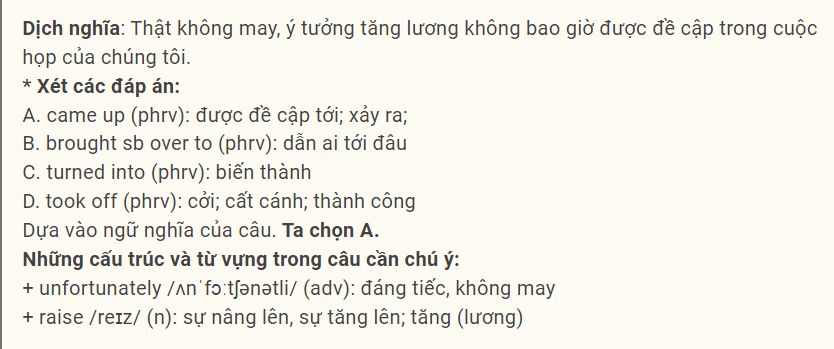 Dịch nghĩa: Thật không may, ý tưởng tăng lương không bao giờ được đề cập trong cuộc
họp của chúng tôi.
* Xét các đáp án:
A. came up (phrv): được đề cập tới; xảy ra;
B. brought sb over to (phrv): dẫn ai tới đâu
C. turned into (phrv): biến thành
D. took off (phrv): cởi; cất cánh; thành công
Dựa vào ngữ nghĩa của câu. Ta chọn A.
Những cấu trúc và từ vựng trong câu cần chú ý:
+ unfortunately /ʌnˈfɔːtʃənətli/ (adv): đáng tiếc, không may
+ raise /reɪz/ (n): sự nâng lên, sự tăng lên; tăng (lương)